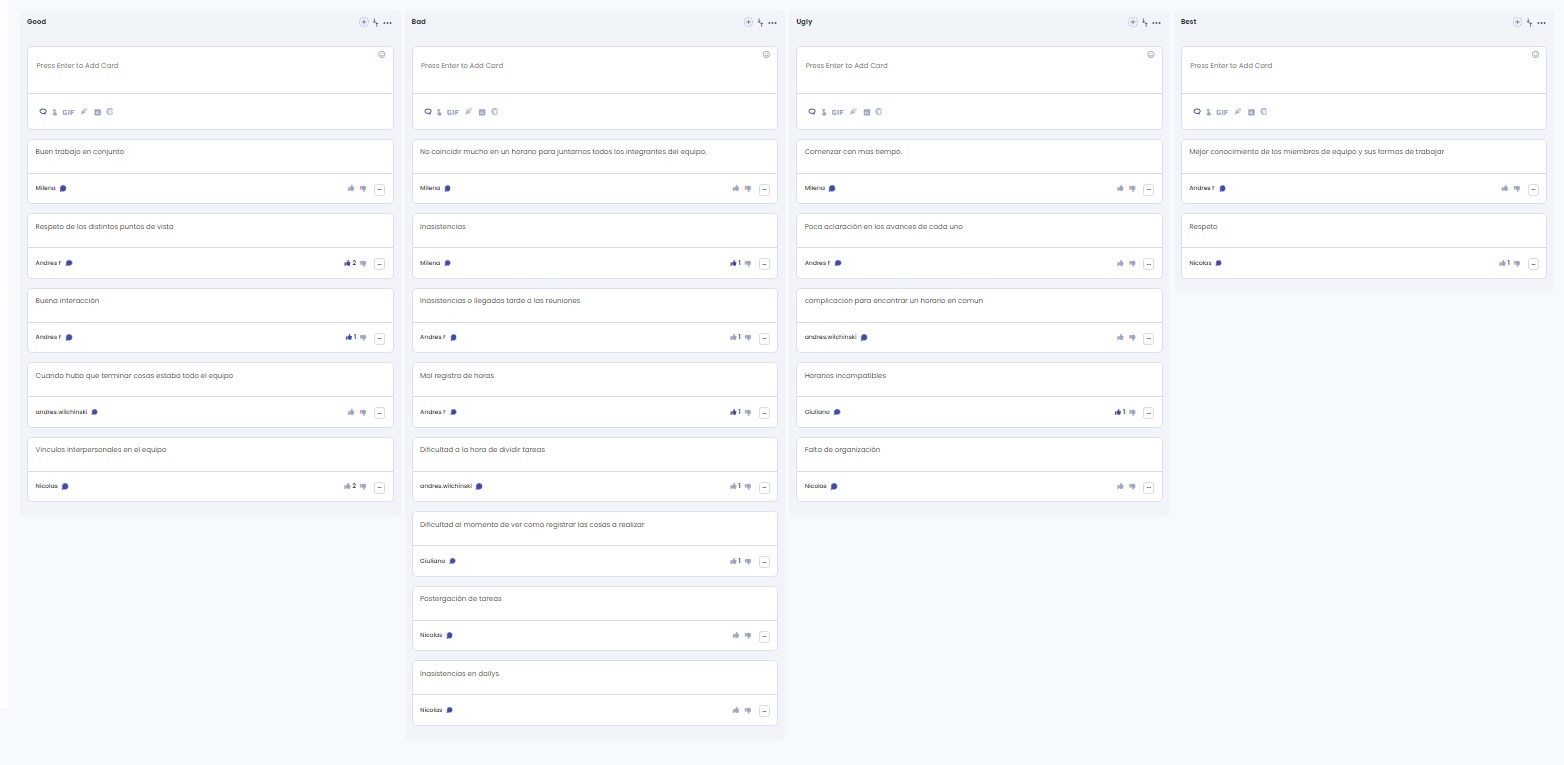 Good
Press Enter to Add Card
GIF
Buen trabajo en conjunto
Milena
Respeto de los distintos puntos de vista
Andres F
2
Buena interacción
Andres F
1
Cuando hubo que terminar cosas estaba todo el equipo
andres.wilchinski
Vinculos interpersonales en el equipo
Nicolas
2
Bad
Press Enter to Add Card
GIF
No coincidir mucho en un horario para juntarnos todos los integrantes del equipo.
Milena
Inasistencias
Milena
1
Inasistencias o llegadas tarde a las reuniones
Andres F
1
Mal registro de horas
Andres F
1
Dificultad a la hora de dividir tareas
andres.wilchinski
1
Dificultad al momento de ver como registrar las cosas a realizar
Giuliano
1
Postergación de tareas
Nicolas
Inasistencias en dailys
Nicolas
Ugly
Press Enter to Add Card
GIF
Comenzar con mas tiempo.
Milena
Poca aclaración en los avances de cada uno
Andres F
complicacion para encontrar un horario en comun
andres.wilchinski
Horarios incompatibles
Giuliano
1
Falta de organización
Nicolas
Best
Press Enter to Add Card
GIF
Mejor conocimiento de los miembros de equipo y sus formas de trabajar
Andres F
Respeto
Nicolas
1